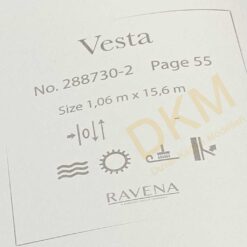 Vesta
No. 288730-2 Page 55
Size 1,06 m x 15,6 m
DKM
RAVENA